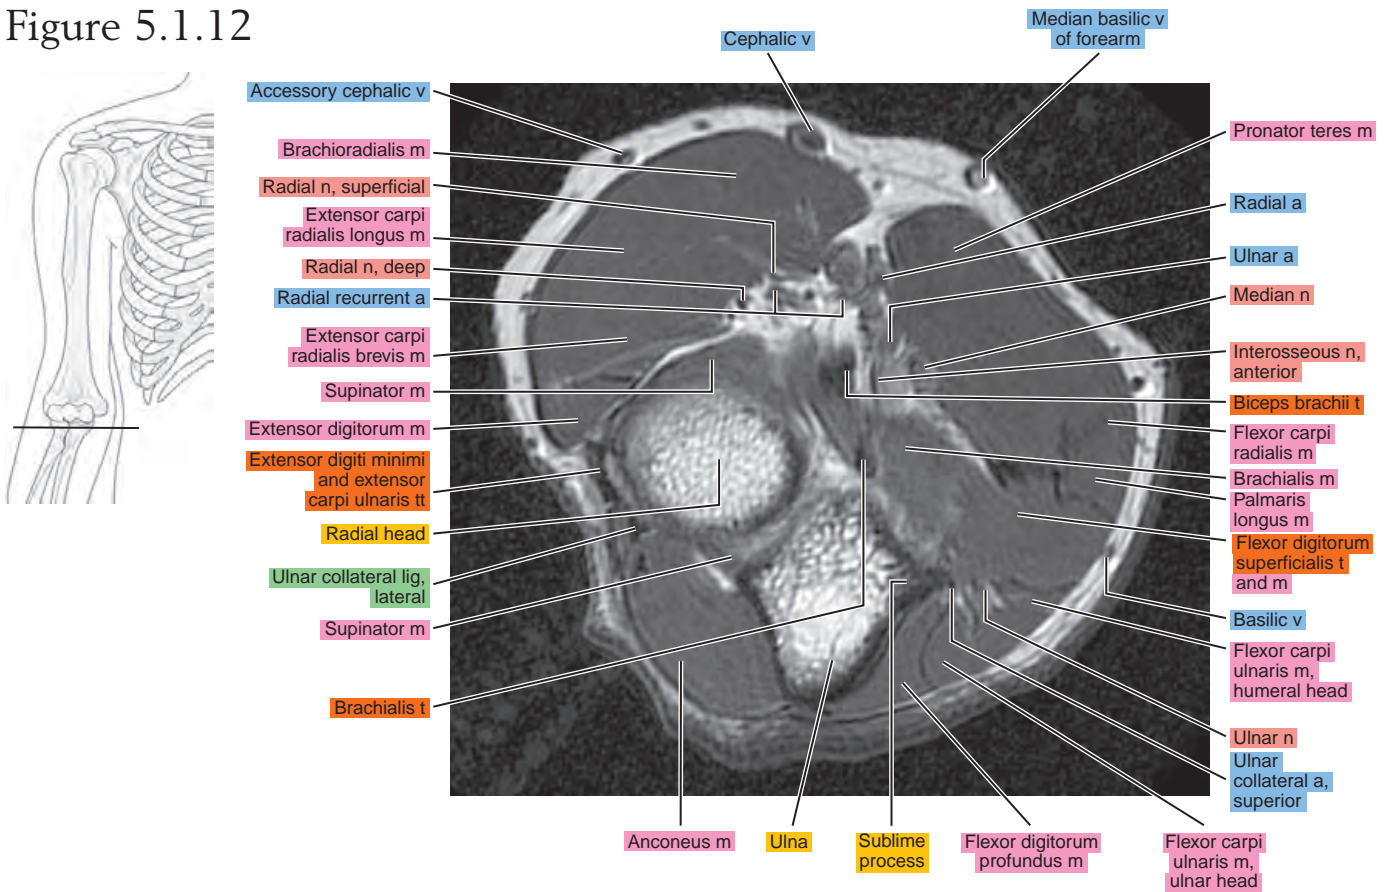 Figure 5.1.12
Cephalic v
Median basilic v
of forearm
Accessory cephalic v
Brachioradialis m
Radial n, superficial
Extensor carpi
radialis longus m
Radial n, deep
Radial recurrent a
Extensor carpi
radialis brevis m
Supinator m
Extensor digitorum m
Extensor digiti minimi
and extensor
carpi ulnaris tt
Radial head
Ulnar collateral lig,
lateral
Supinator m
Brachialis t
Pronator teres m
Radial a
Ulnar a
Median n
Interosseous n,
anterior
Biceps brachii t
Flexor carpi
radialis m
Brachialis m
Palmaris
longus m
Flexor digitorum
superficialis t
and m
Basilic v
Flexor carpi
ulnaris m,
humeral head
Ulnar n
Ulnar
collateral a,
superior
Anconeus m
Ulna
Sublime
process
Flexor digitorum
profundus m
Flexor carpi
ulnaris m,
ulnar head